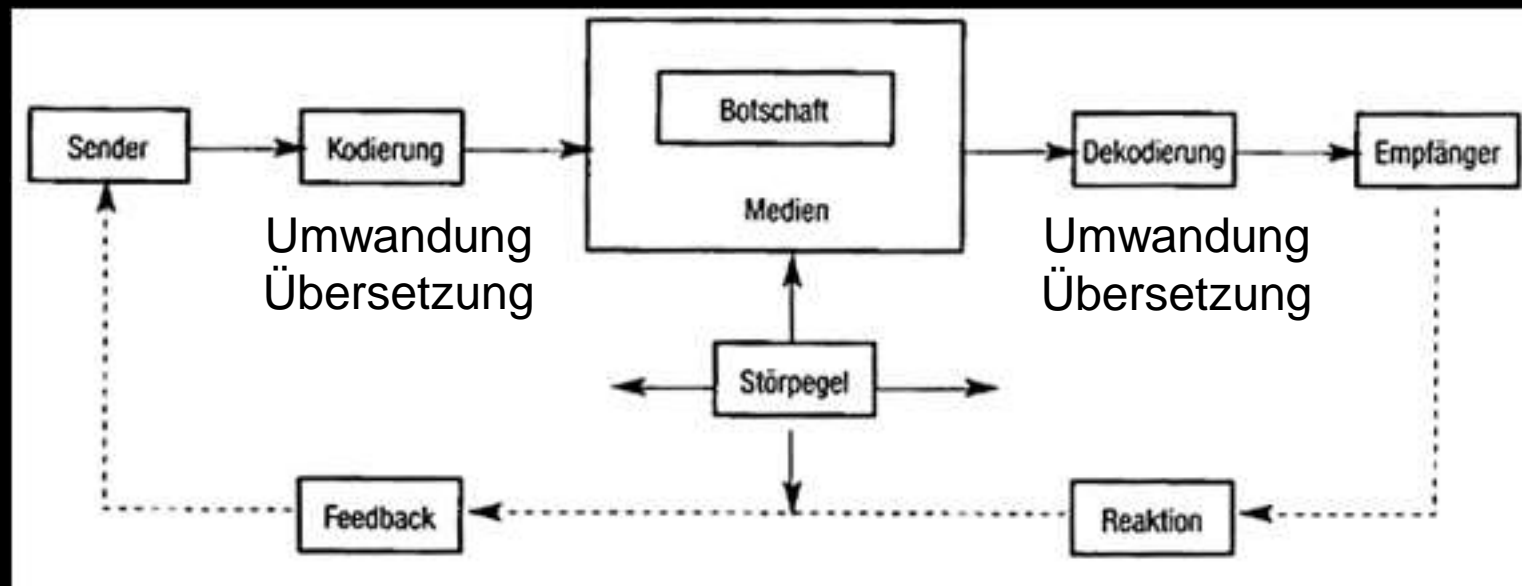 Botschaft
Sender
Kodierung
Dekodierung
Empfänger
Medien
Umwandung
Übersetzung
Umwandung
Übersetzung
Störpegel
Feedback
Reaktion